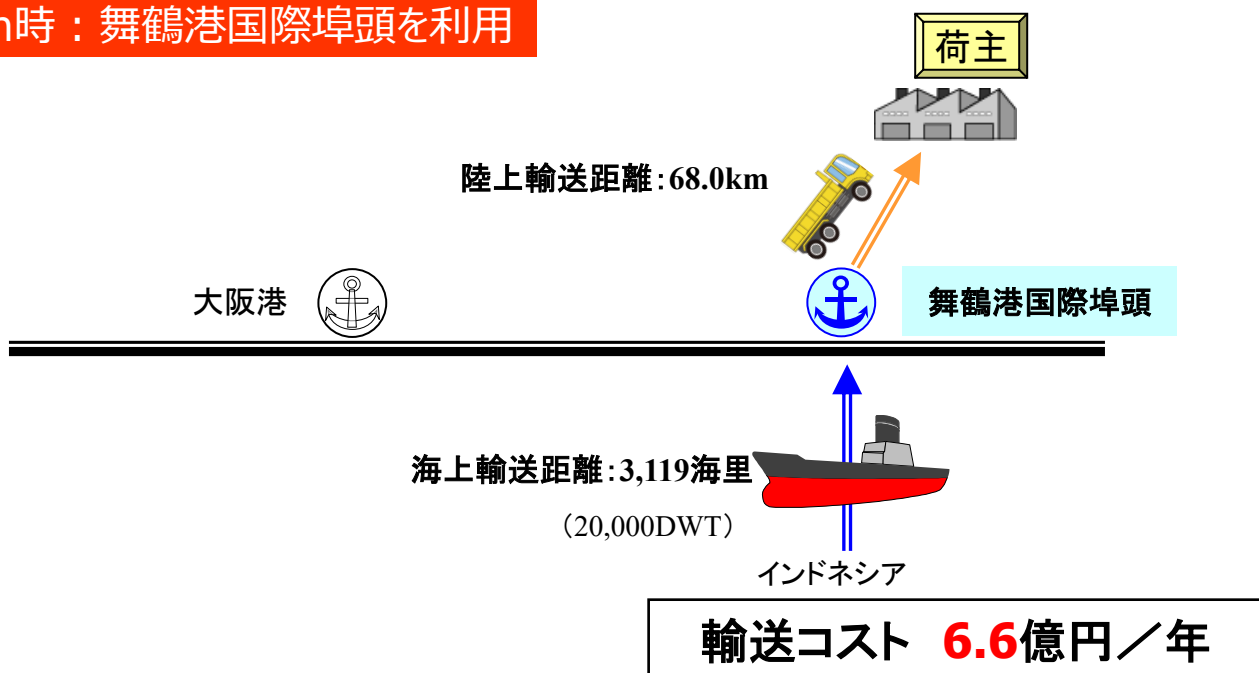 時：舞鶴港国際埠頭を利用
荷主
陸上輸送距離：68.0km
大阪港
舞鶴港国際埠頭
海上輸送距離：3,119海里
（20,000DWT）
インドネシア
輸送コスト 6.6億円／年